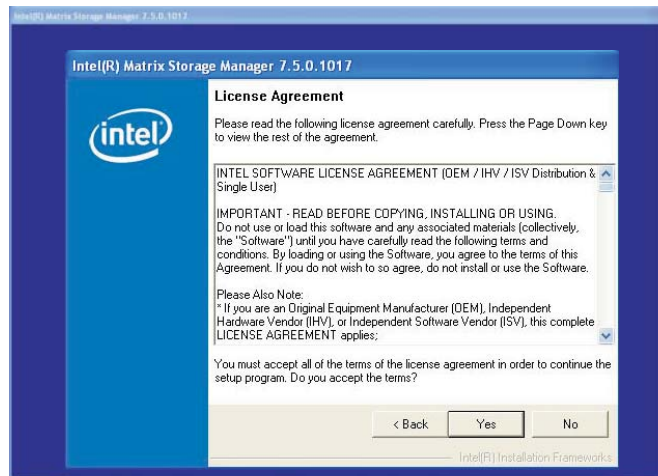 Intel(R) Matrix Storage Manager 7.5.0.1017
Intel(R) Matrix Storage Manager 7.5.0.1017
intel
License Agreement
Please read the following license agreement carefully. Press the Page Down key
to view the rest of the agreement.
INTEL SOFTWARE LICENSE AGREEMENT (OEM / IHV / ISV Distribution &
Single User)
IMPORTANT - READ BEFORE COPYING, INSTALLING OR USING.
Do not use or load this software and any associated materials (collectively,
the "Software") until you have carefully read the following terms and
conditions. By loading or using the Software, you agree to the terms of this
Agreement. If you do not wish to so agree, do not install or use the Software.
Please Also Note:
* If you are an Original Equipment Manufacturer (OEM), Independent
Hardware Vendor (IHV), or Independent Software Vendor (ISV), this complete
LICENSE AGREEMENT applies;
You must accept all of the terms of the license agreement in order to continue the
setup program. Do you accept the terms?
< Back Yes No
Intel(R) Installation Frameworks